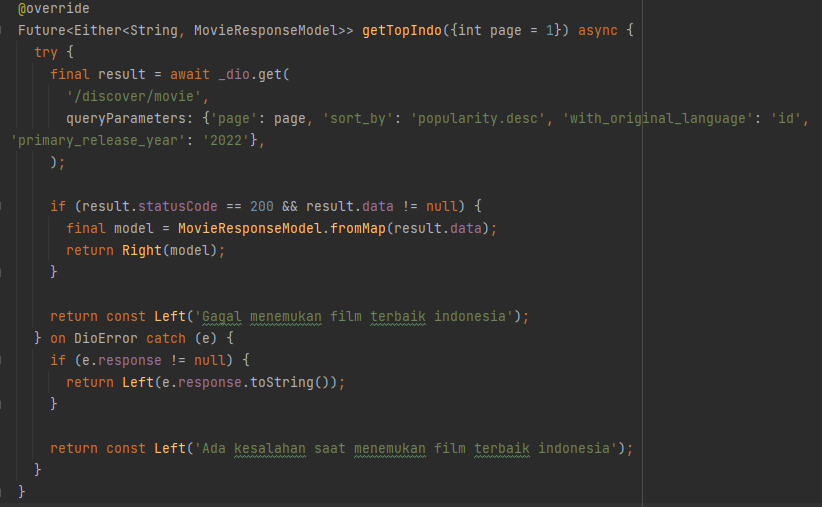 @override
Future<Either<String, MovieResponseModel>> getTopIndo({int page = 1}) async {
try {
final result = await _dio.get(
'/discover/movie',
queryParameters: {'page': page, 'sort_by': 'popularity.desc', 'with_original_language': 'id',
'primary_release_year': '2022'},
);
if (result.statusCode == 200 && result.data != null) {
final model = MovieResponseModel.fromMap(result.data);
return Right(model);
}
return const Left('Gagal menemukan film terbaik indonesia');
} on DioError catch (e) {
if (e.response != null) {
return Left(e.response.toString());
}
return const Left('Ada kesalahan saat menemukan film terbaik indonesia');
}
}